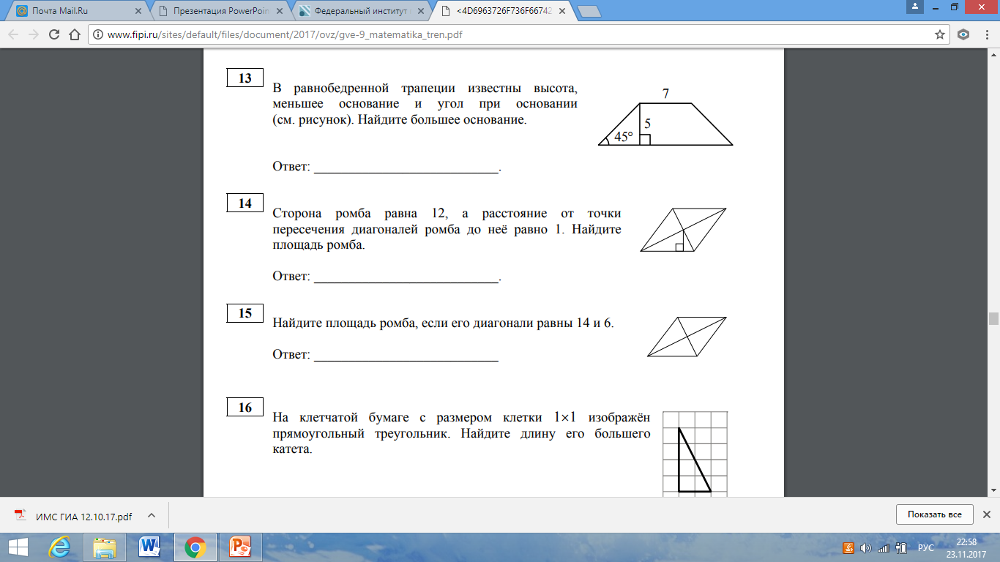 Почта Mail.Ru
Презентация PowerPoin
Федеральный институт
<4D6963726F736F66742
www.fipi.ru/sites/default/files/document/2017/ovz/gve-9_matematika_tren.pdf
13
В равнобедренной трапеции известны высота,
меньшее основание и угол при основании
(см. рисунок). Найдите большее основание.
7
5
45°
Ответ: ___________________________.
14
Сторона ромба равна 12, а расстояние от точки
пересечения диагоналей ромба до неё равно 1. Найдите
площадь ромба.
Ответ: ___________________________.
15
Найдите площадь ромба, если его диагонали равны 14 и 6.
Ответ: ___________________________
16
На клетчатой бумаге с размером клетки 1×1 изображён
прямоугольный треугольник. Найдите длину его большего
катета.
ИМС ГИА 12.10.17.pdf
Показать все
РУС
22:58
23.11.2017